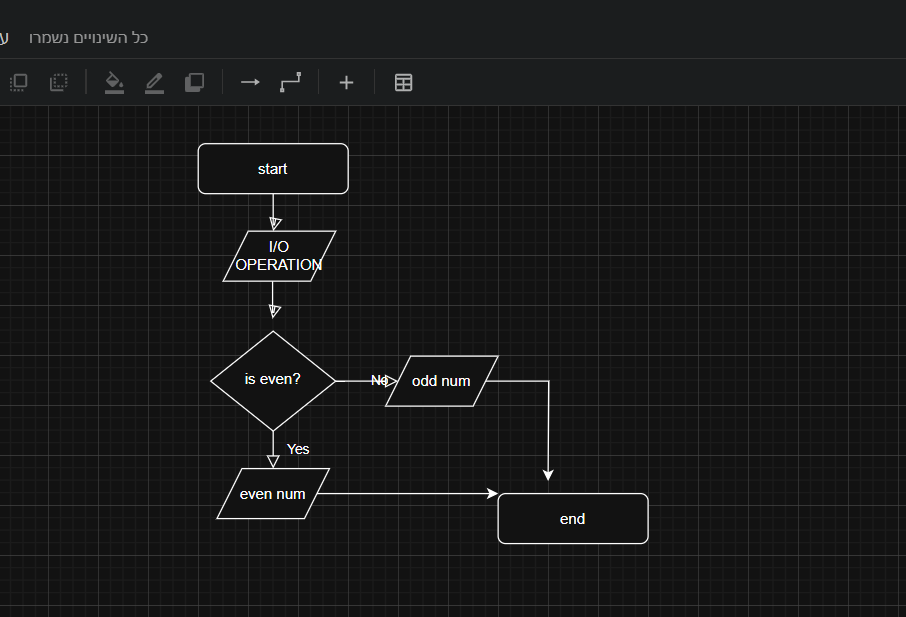 כל השינויים נשמרו
start
I/O
OPERATION
is even?
No
odd num
Yes
even num
end